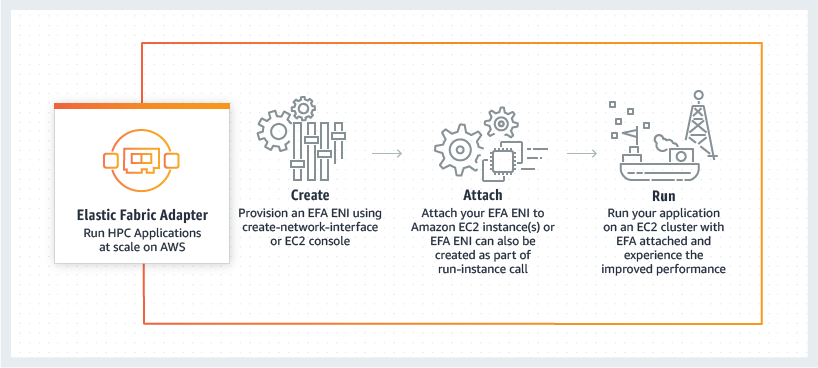 Elastic Fabric Adapter
Run HPC Applications
at scale on AWS
Create
Provision an EFA ENI using
create-network-interface
or EC2 console
Attach
Attach your EFA ENI to
Amazon EC2 instance(s) or
EFA ENI can also be
created as part of
run-instance call
Run
Run your application
on an EC2 cluster with
EFA attached and
experience the
improved performance